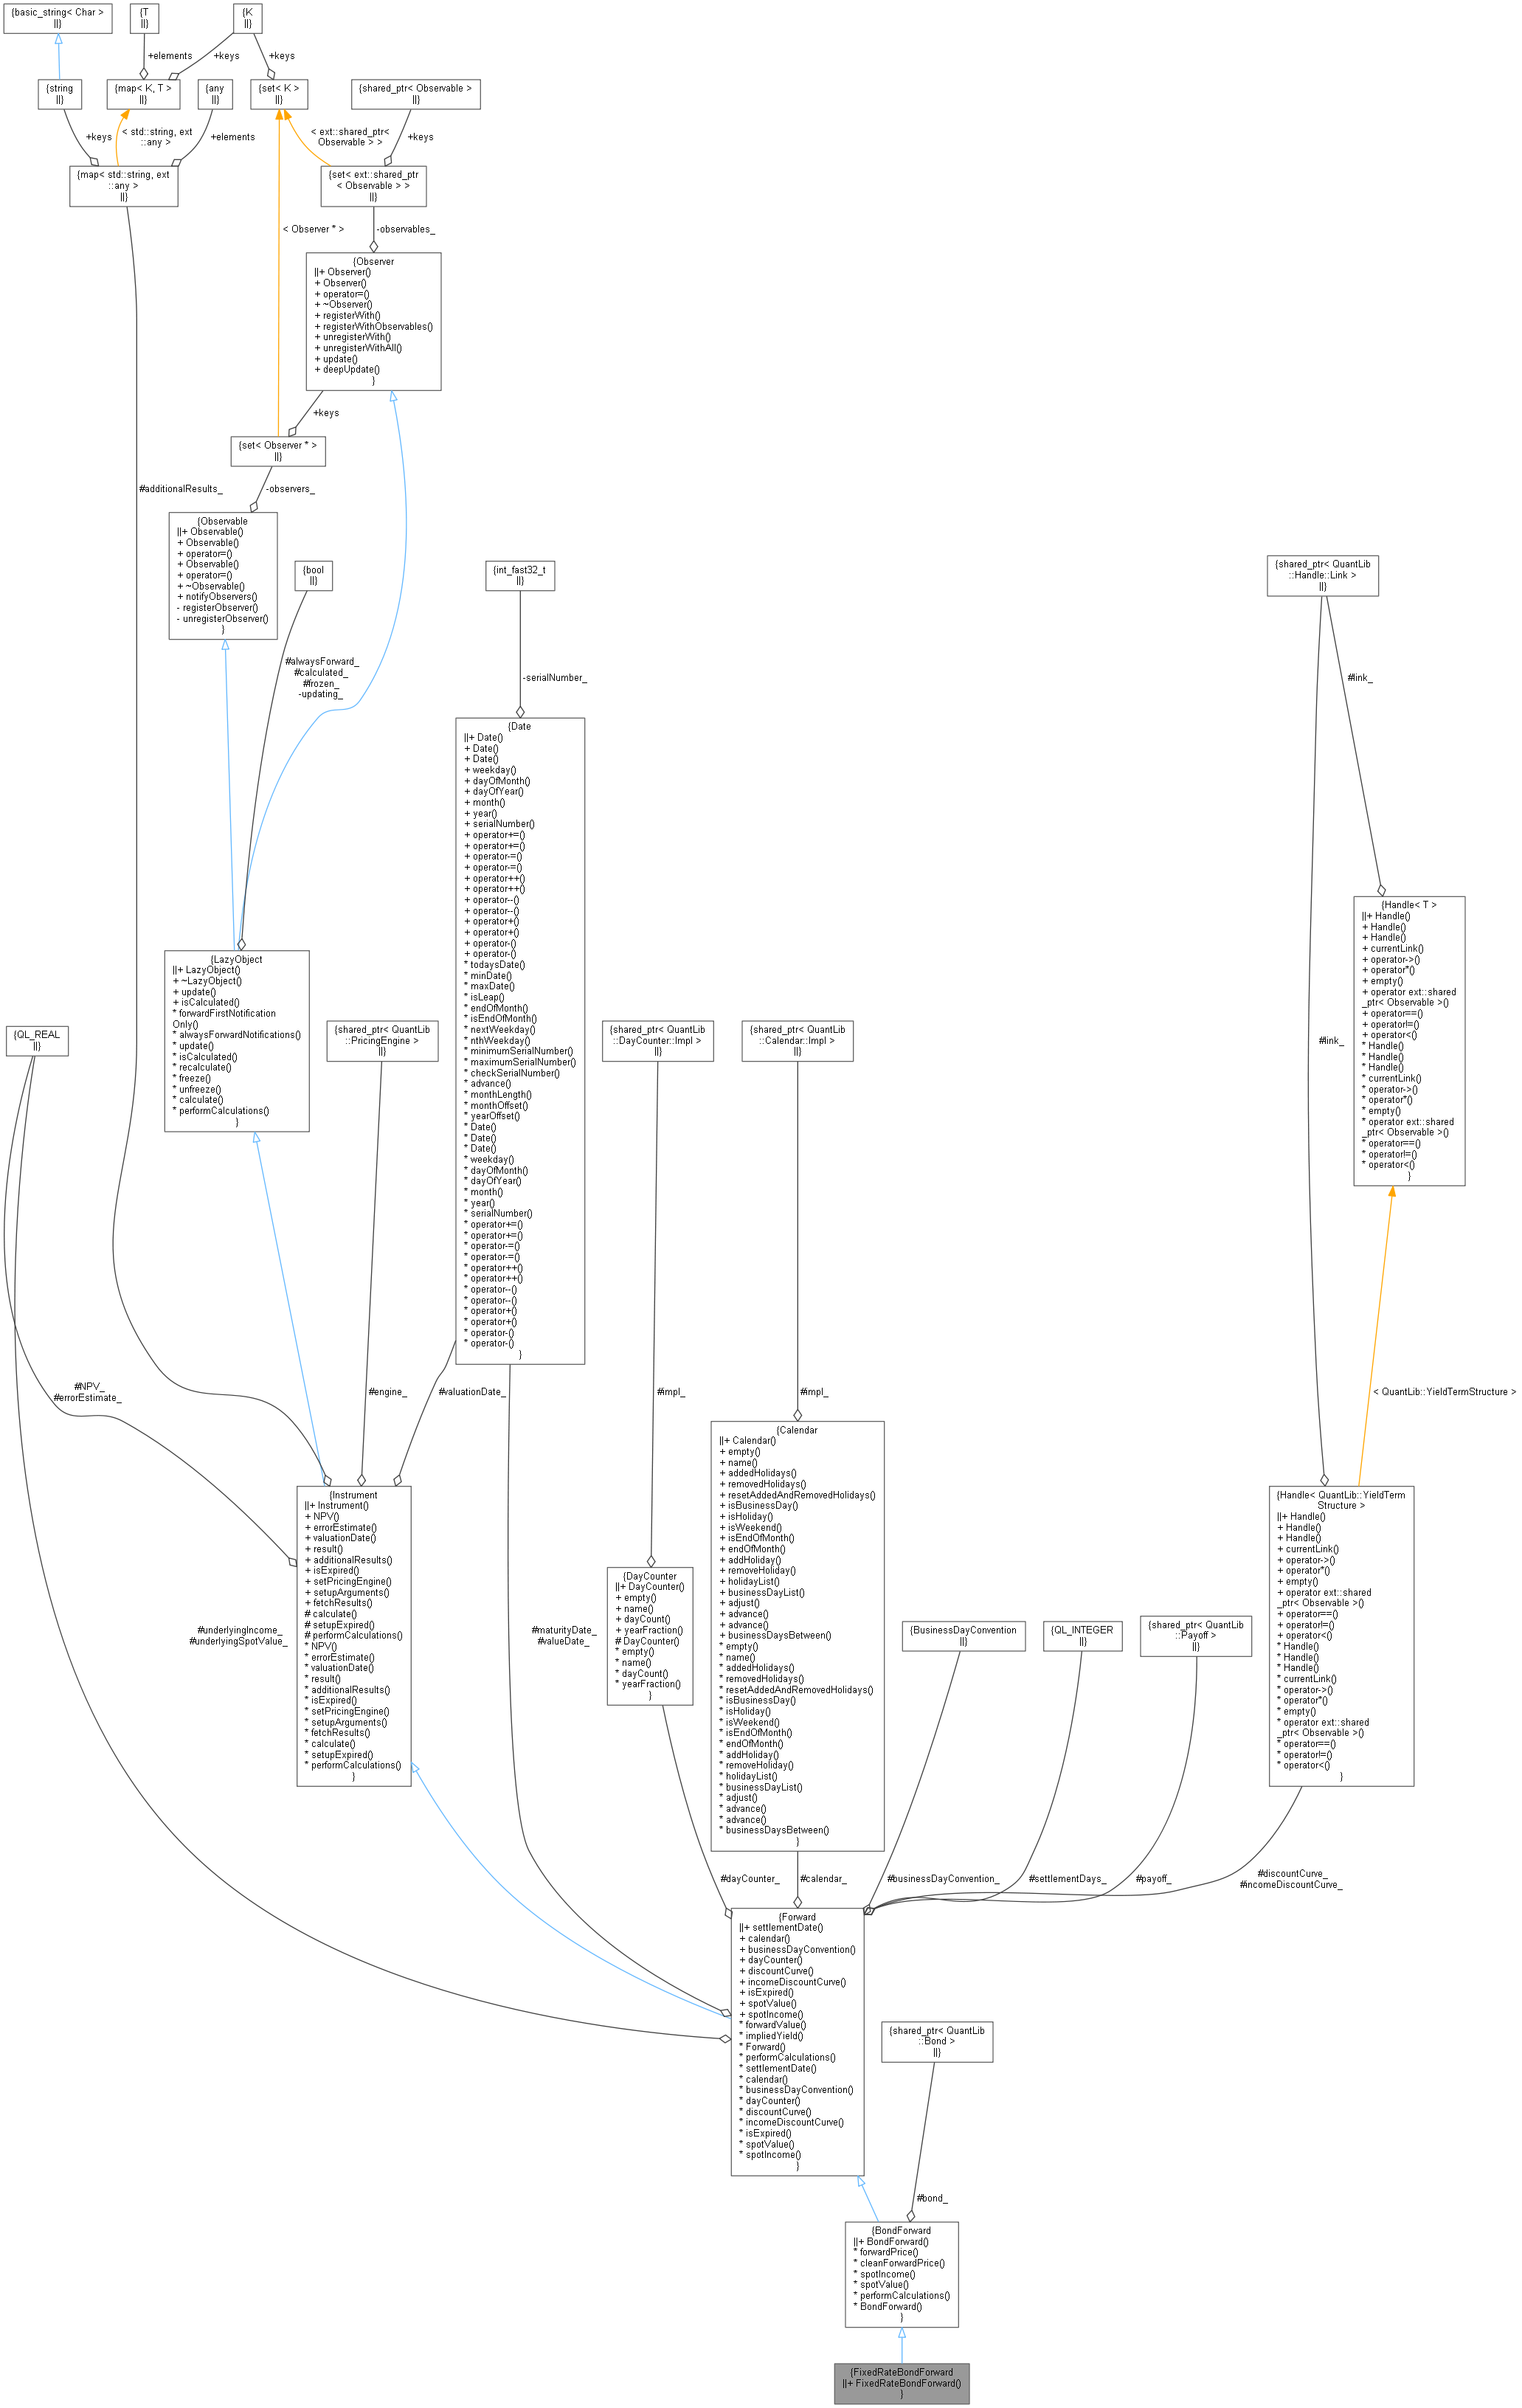 {basic_string< Char >
||}
{T
||}
{K
||}
+elements
+keys
+keys
{string
||}
{map< K, T >
||}
{any
||}
{set< K >
||}
{shared_ptr< Observable >
||}
+keys
< std::string, ext
::any >
+elements
< ext::shared_ptr<
Observable > >
+keys
{map< std::string, ext
::any >
||}
{set< ext::shared_ptr
< Observable > >
||}
< Observer * >
-observables_
{Observer
||+ Observer()
+ Observer()
+ operator=()
+ ~Observer()
+ registerWith()
+ registerWithObservables()
+ unregisterWith()
+ unregisterWithAll()
+ update()
+ deepUpdate()
}
+keys
{set< Observer * >
||}
#additionalResults_
-observers_
{Observable
||+ Observable()
+ Observable()
+ operator=()
+ Observable()
+ operator=()
+ ~Observable()
+ notifyObservers()
- registerObserver()
- unregisterObserver()
}
{bool
||}
{int_fast32_t
||}
{shared_ptr< QuantLib
::Handle::Link >
||}
#alwaysForward_
#calculated_
#frozen_
-updating_
-serialNumber_
#link_
{Date
||+ Date()
+ Date()
+ Date()
+ weekday()
+ dayOfMonth()
+ dayOfYear()
+ month()
+ year()
+ serialNumber()
+ operator+=()
+ operator+=()
+ operator-=()
+ operator-=()
+ operator++()
+ operator++()
+ operator--()
+ operator--()
+ operator+()
+ operator+()
+ operator-()
+ operator-()
* todaysDate()
* minDate()
* maxDate()
* isLeap()
* endOfMonth()
* isEndOfMonth()
* nextWeekday()
* nthWeekday()
* minimumSerialNumber()
* maximumSerialNumber()
* checkSerialNumber()
* advance()
* monthLength()
* monthOffset()
* yearOffset()
* Date()
* Date()
* Date()
* weekday()
* dayOfMonth()
* dayOfYear()
* month()
* year()
* serialNumber()
* operator+=()
* operator+=()
* operator-=()
* operator-=()
* operator++()
* operator++()
* operator--()
* operator--()
* operator+()
* operator+()
* operator-()
* operator-()
}
{Handle< T >
||+ Handle()
+ Handle()
+ Handle()
+ currentLink()
+ operator->()
+ operator*()
+ empty()
+ operator ext::shared
_ptr< Observable >()
+ operator==()
+ operator!=()
+ operator<()
* Handle()
* Handle()
* Handle()
* currentLink()
* operator->()
* operator*()
* empty()
* operator ext::shared
_ptr< Observable >()
* operator==()
* operator!=()
* operator<()
}
{LazyObject
||+ LazyObject()
+ ~LazyObject()
+ update()
+ isCalculated()
* forwardFirstNotification
Only()
* alwaysForwardNotifications()
* update()
* isCalculated()
* recalculate()
* freeze()
* unfreeze()
* calculate()
* performCalculations()
}
{QL_REAL
||}
{shared_ptr< QuantLib
::PricingEngine >
||}
{shared_ptr< QuantLib
::DayCounter::Impl >
||}
{shared_ptr< QuantLib
::Calendar::Impl >
||}
#link_
#NPV_
#errorEstimate_
#engine_
#valuationDate_
#impl_
#impl_
< QuantLib::YieldTermStructure >
{Instrument
||+ Instrument()
+ NPV()
+ errorEstimate()
+ valuationDate()
+ result()
+ additionalResults()
+ isExpired()
+ setPricingEngine()
+ setupArguments()
+ fetchResults()
# calculate()
# setupExpired()
# performCalculations()
* NPV()
* errorEstimate()
* valuationDate()
* result()
* additionalResults()
* isExpired()
* setPricingEngine()
* setupArguments()
* fetchResults()
* calculate()
* setupExpired()
* performCalculations()
}
{DayCounter
||+ DayCounter()
+ empty()
+ name()
+ dayCount()
+ yearFraction()
# DayCounter()
* empty()
* name()
* dayCount()
* yearFraction()
}
{Calendar
||+ Calendar()
+ empty()
+ name()
+ addedHolidays()
+ removedHolidays()
+ resetAddedAndRemovedHolidays()
+ isBusinessDay()
+ isHoliday()
+ isWeekend()
+ isEndOfMonth()
+ endOfMonth()
+ addHoliday()
+ removeHoliday()
+ holidayList()
+ businessDayList()
+ adjust()
+ advance()
+ advance()
+ businessDaysBetween()
* empty()
* name()
* addedHolidays()
* removedHolidays()
* resetAddedAndRemovedHolidays()
* isBusinessDay()
* isHoliday()
* isWeekend()
* isEndOfMonth()
* endOfMonth()
* addHoliday()
* removeHoliday()
* holidayList()
* businessDayList()
* adjust()
* advance()
* advance()
* businessDaysBetween()
}
{BusinessDayConvention
||}
{QL_INTEGER
||}
{shared_ptr< QuantLib
::Payoff >
||}
{Handle< QuantLib::YieldTerm
Structure >
||+ Handle()
+ Handle()
+ Handle()
+ currentLink()
+ operator->()
+ operator*()
+ empty()
+ operator ext::shared
_ptr< Observable >()
+ operator==()
+ operator!=()
+ operator<()
* Handle()
* Handle()
* Handle()
* currentLink()
* operator->()
* operator*()
* empty()
* operator ext::shared
_ptr< Observable >()
* operator==()
* operator!=()
* operator<()
}
#underlyingIncome_
#underlyingSpotValue_
#maturityDate_
#valueDate_
#dayCounter_
#calendar_
#businessDayConvention_
#settlementDays_
#payoff_
#discountCurve_
#incomeDiscountCurve_
{Forward
||+ settlementDate()
+ calendar()
+ businessDayConvention()
+ dayCounter()
+ discountCurve()
+ incomeDiscountCurve()
+ isExpired()
+ spotValue()
+ spotIncome()
* forwardValue()
* impliedYield()
* Forward()
* performCalculations()
* settlementDate()
* calendar()
* businessDayConvention()
* dayCounter()
* discountCurve()
* incomeDiscountCurve()
* isExpired()
* spotValue()
* spotIncome()
}
{shared_ptr< QuantLib
::Bond >
||}
#bond_
{BondForward
||+ BondForward()
* forwardPrice()
* cleanForwardPrice()
* spotIncome()
* spotValue()
* performCalculations()
* BondForward()
}
{FixedRateBondForward
||+ FixedRateBondForward()
}